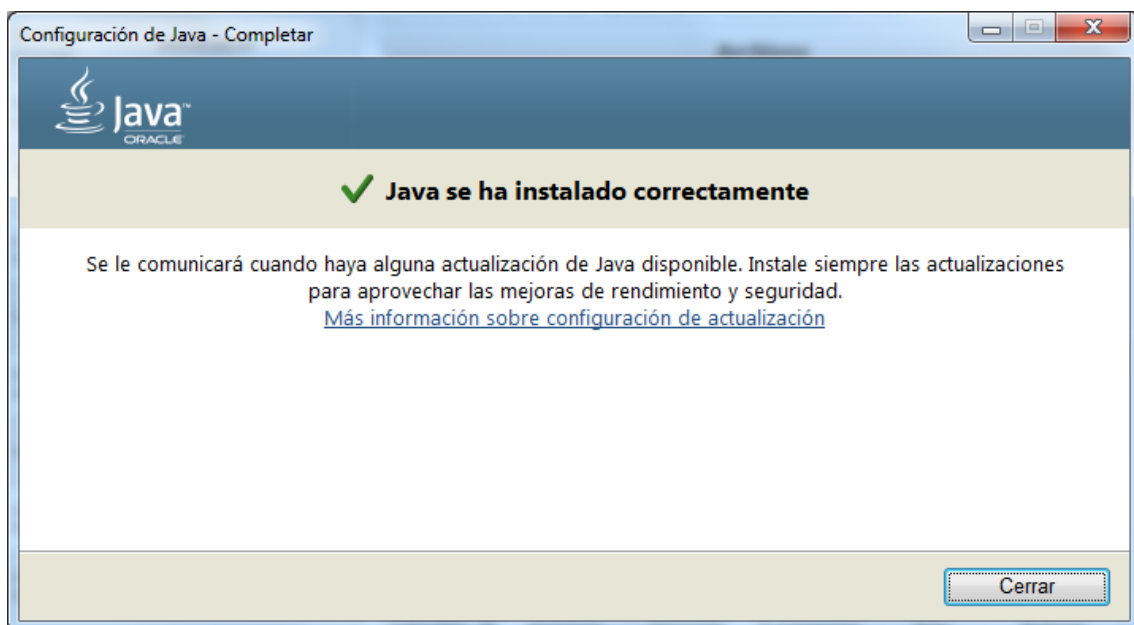 Configuración de Java - Completar
Java™
ORACLE
Java se ha instalado correctamente
Se le comunicará cuando haya alguna actualización de Java disponible. Instale siempre las actualizaciones
para aprovechar las mejoras de rendimiento y seguridad.
Más información sobre configuración de actualización
Cerrar